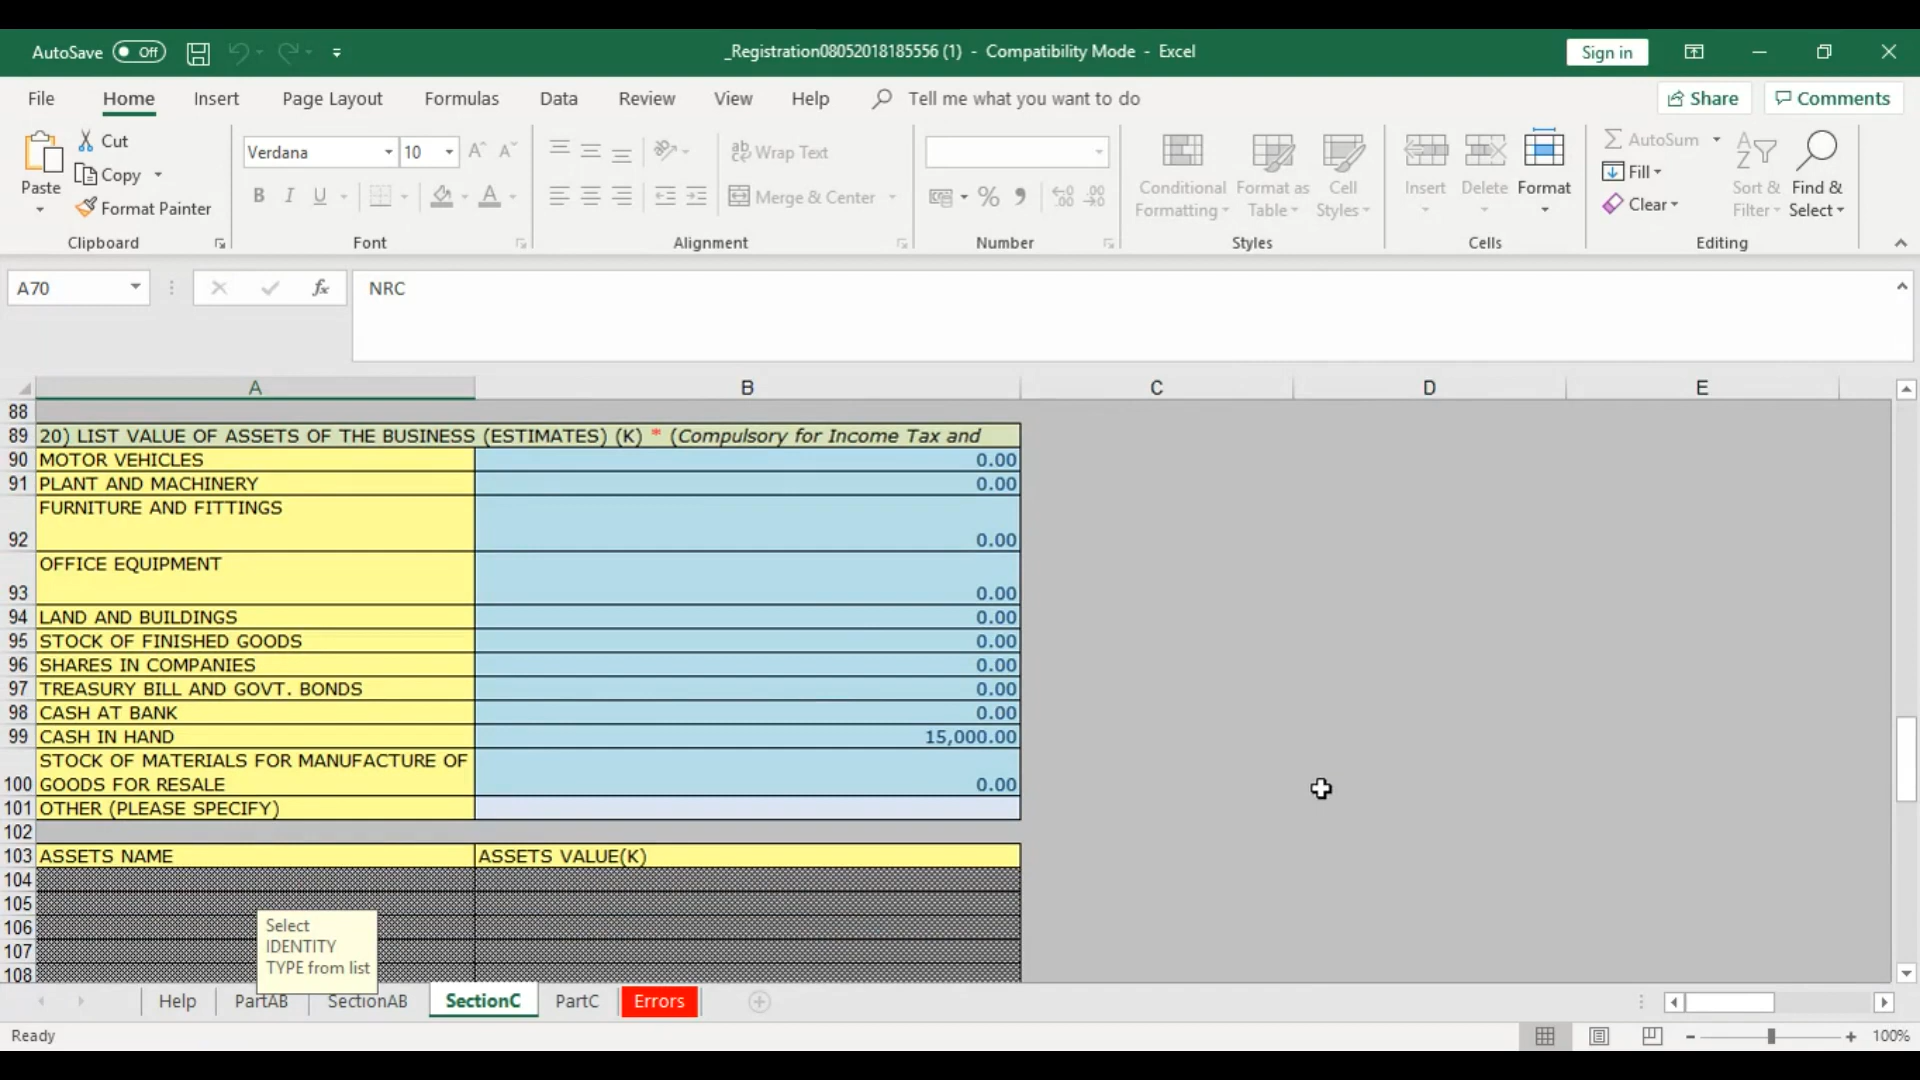 AutoSave Off
_Registration08052018185556 (1) - Compatibility Mode - Excel
Sign in
File Home Insert Page Layout Formulas Data Review View Help Tell me what you want to do Share Comments
Paste Cut Copy Format Painter
Verdana 10
B I U
Wrap Text
Merge & Center
% ,
Conditional Formatting
Format as Table
Cell Styles
Insert Delete Format
AutoSum
Fill
Clear
Sort & Filter
Find & Select
Clipboard Font Alignment Number Styles Cells Editing
A70 fx NRC
A B C D E
88
89 20) LIST VALUE OF ASSETS OF THE BUSINESS (ESTIMATES) (K) * (Compulsory for Income Tax and
90 MOTOR VEHICLES 0.00
91 PLANT AND MACHINERY 0.00
92 FURNITURE AND FITTINGS 0.00
93 OFFICE EQUIPMENT 0.00
94 LAND AND BUILDINGS 0.00
95 STOCK OF FINISHED GOODS 0.00
96 SHARES IN COMPANIES 0.00
97 TREASURY BILL AND GOVT. BONDS 0.00
98 CASH AT BANK 0.00
99 CASH IN HAND 15,000.00
STOCK OF MATERIALS FOR MANUFACTURE OF
100 GOODS FOR RESALE 0.00
101 OTHER (PLEASE SPECIFY)
102
103 ASSETS NAME ASSETS VALUE(K)
104
105
106
107
108
Select
IDENTITY
TYPE from list
Help PartAB SectionAB SectionC PartC Errors
Ready 100%